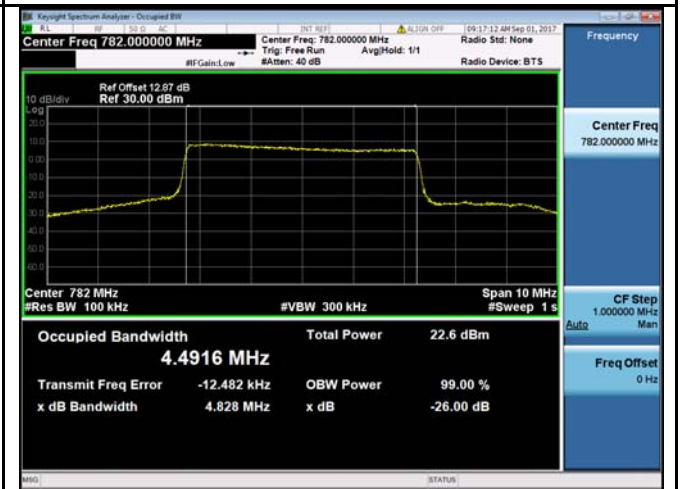 Keysight Spectrum Analyzer - Occupied BW
RL RF 50 Ω AC INT REF ALIGN OFF 09:17:12 AM Sep 01, 2017
Center Freq 782.000000 MHz
Center Freq: 782.000000 MHz
Radio Std: None
Trig: Free Run Avg|Hold: 1/1
#IFGain:Low #Atten: 40 dB Radio Device: BTS
Frequency
Ref Offset 12.87 dB
10 dB/div Ref 30.00 dBm
Log
20.0
10.0
0.00
10.0
20.0
30.0
40.0
50.0
60.0
Center Freq
782.000000 MHz
Center 782 MHz Span 10 MHz
#Res BW 100 kHz #VBW 300 kHz #Sweep 1 s
CF Step
1.000000 MHz
Auto Man
Occupied Bandwidth Total Power 22.6 dBm
4.4916 MHz
Transmit Freq Error -12.482 kHz OBW Power 99.00 %
x dB Bandwidth 4.828 MHz x dB -26.00 dB
Freq Offset
0 Hz
MSG STATUS